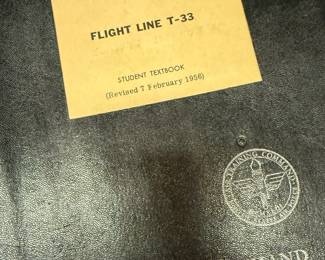 FLIGHT LINE T-33
STUDENT TEXTBOOK
(Revised 7 February 1956)
TRAINING COMMAND